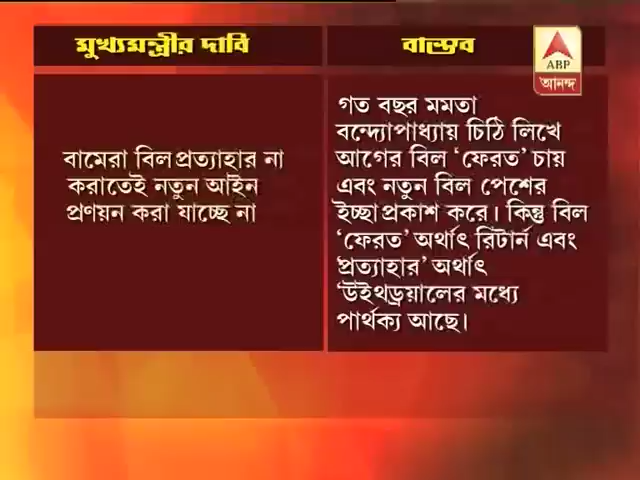 মুখ্যমন্ত্রীর দাবি
বামেরা বিল প্রত্যাহার না
করাতেই নতুন আইন
প্রণয়ন করা যাচ্ছে না
বাস্তব
গত বছর মমতা
বন্দ্যোপাধ্যায় চিঠি লিখে
আগের বিল ‘ফেরত’ চায়
এবং নতুন বিল পেশের
ইচ্ছা প্রকাশ করে। কিন্তু বিল
‘ফেরত’ অর্থাৎ রিটার্ন এবং
‘প্রত্যাহার’ অর্থাৎ
‘উইথড্রয়ালের মধ্যে
পার্থক্য আছে।
ABP
আনন্দ